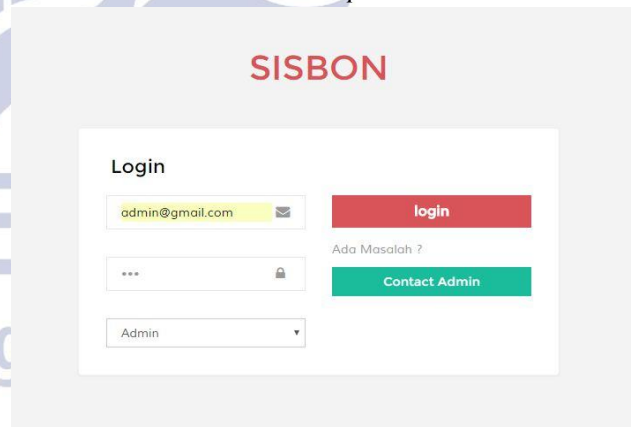 SISBON
Login
admin@gmail.com
login
Ada Masalah ?
•••
Contact Admin
Admin